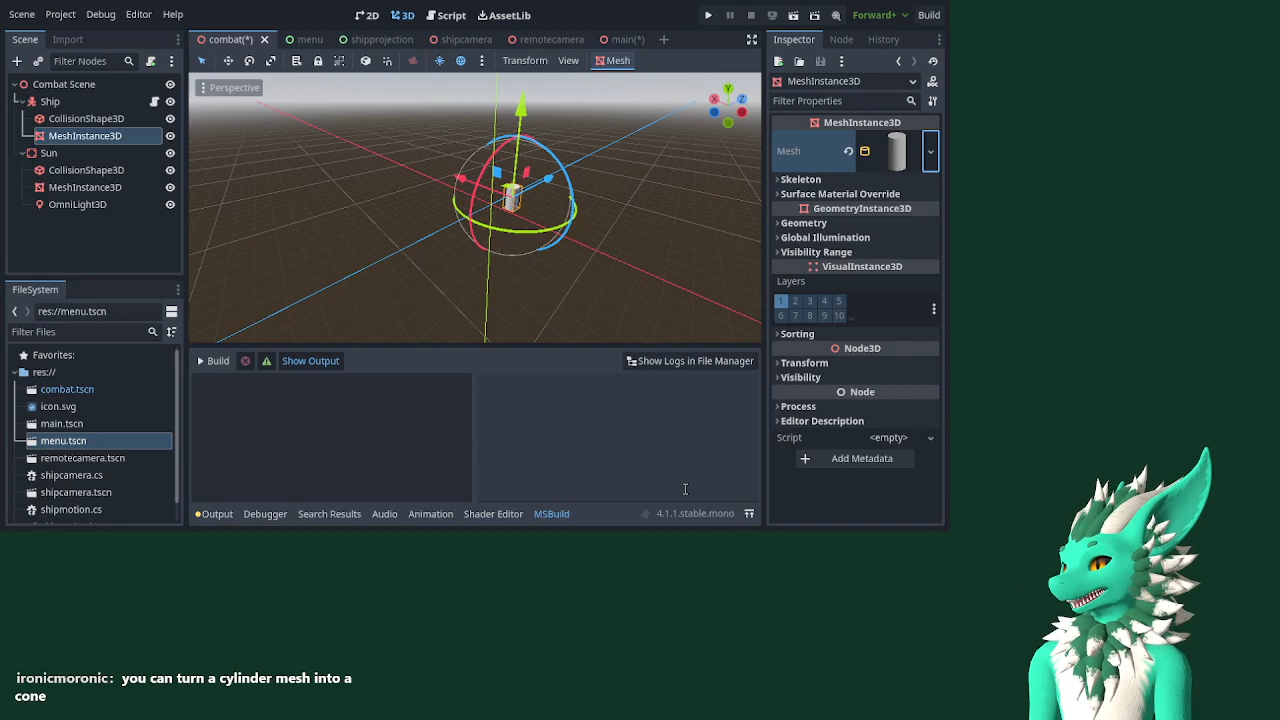 Scene Project Debug Editor Help
2D 3D Script AssetLib
Forward+ Build
Scene Import
Filter Nodes
Combat Scene
Ship
CollisionShape3D
MeshInstance3D
Sun
CollisionShape3D
MeshInstance3D
OmniLight3D
FileSystem
res://menu.tscn
Filter Files
Favorites:
res://
combat.tscn
icon.svg
main.tscn
menu.tscn
remotecamera.tscn
shipcamera.cs
shipcamera.tscn
shipmotion.cs
combat(*) menu shipprojection shipcamera remotecamera main(*)
Transform View Mesh
Perspective
Y
X Z
Build Show Output Show Logs in File Manager
Output Debugger Search Results Audio Animation Shader Editor MSBuild 4.1.1.stable.mono
Inspector Node History
MeshInstance3D
Filter Properties
MeshInstance3D
Mesh
Skeleton
Surface Material Override
GeometryInstance3D
Geometry
Global Illumination
Visibility Range
VisualInstance3D
Layers
1 2 3 4 5
6 7 8 9 10
Sorting
Node3D
Transform
Visibility
Node
Process
Editor Description
Script <empty>
Add Metadata
ironicmoronic: you can turn a cylinder mesh into a
cone